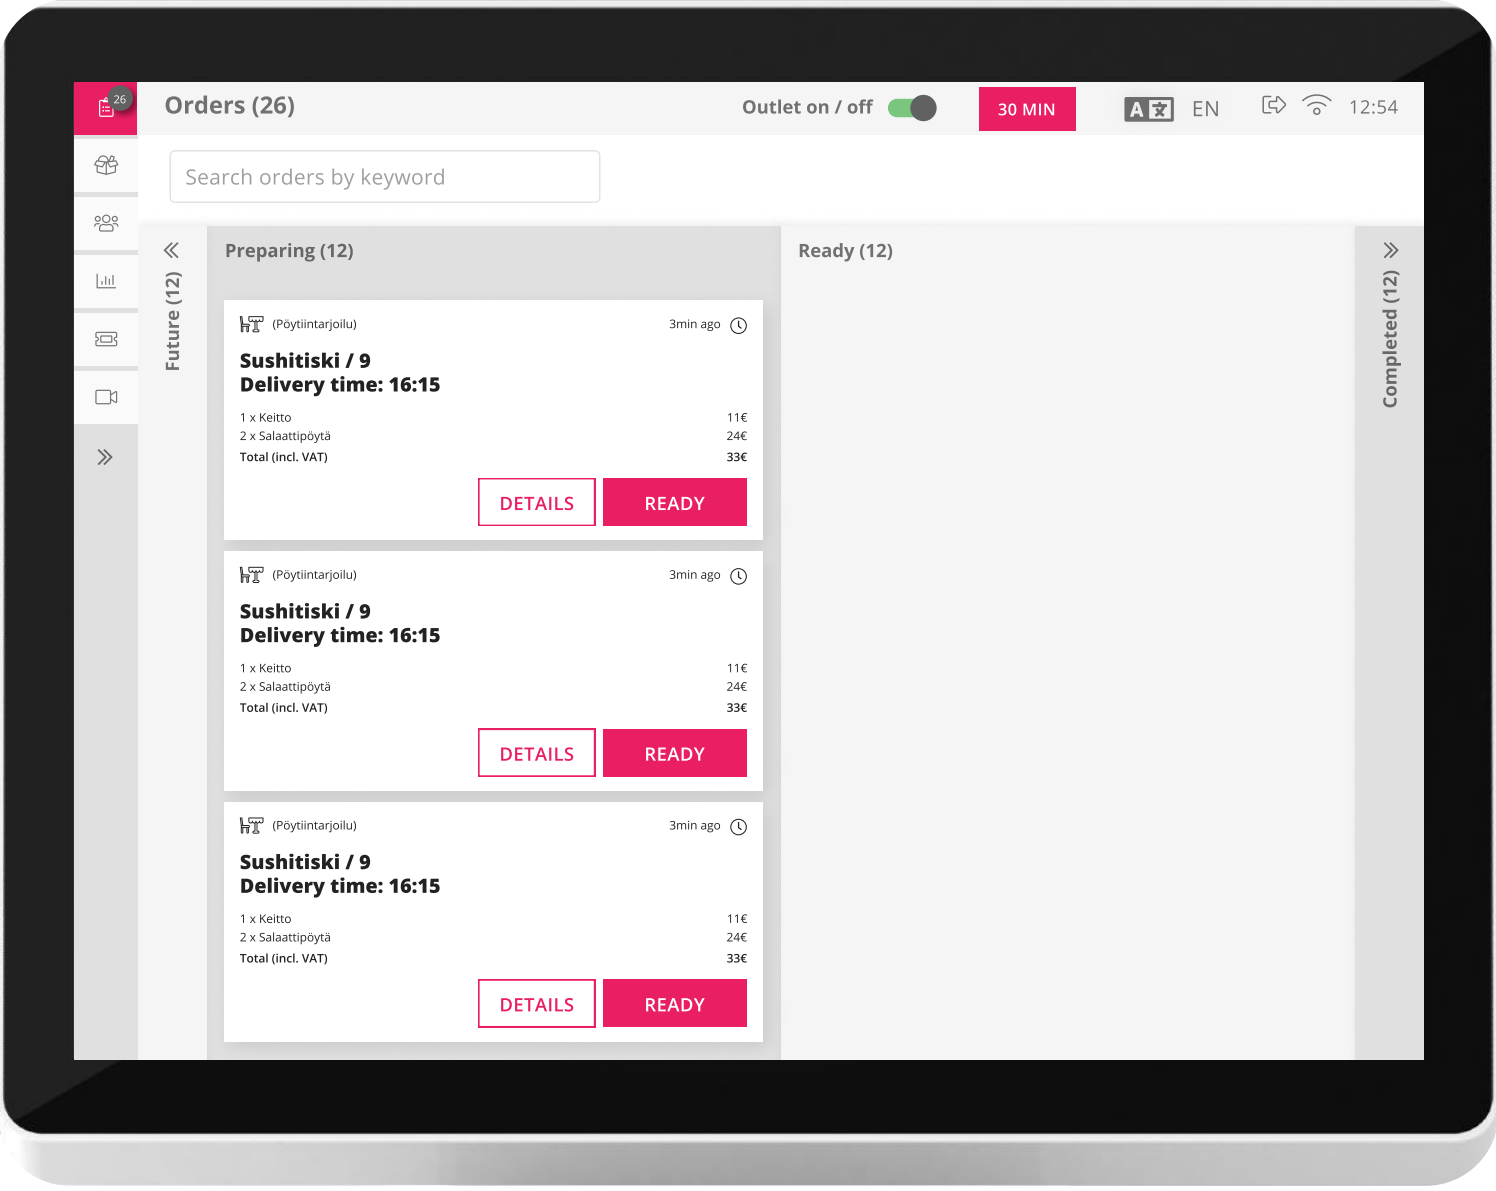 26
Orders (26)
Outlet on / off
30 MIN
A 文
EN
12:54
Search orders by keyword
Future (12)
Preparing (12)
Ready (12)
Completed (12)
(Pöytiintarjoilu)
3min ago
Sushitiski / 9
Delivery time: 16:15
1 x Keitto 11€
2 x Salaattipöytä 24€
Total (incl. VAT) 33€
DETAILS
READY
(Pöytiintarjoilu)
3min ago
Sushitiski / 9
Delivery time: 16:15
1 x Keitto 11€
2 x Salaattipöytä 24€
Total (incl. VAT) 33€
DETAILS
READY
(Pöytiintarjoilu)
3min ago
Sushitiski / 9
Delivery time: 16:15
1 x Keitto 11€
2 x Salaattipöytä 24€
Total (incl. VAT) 33€
DETAILS
READY